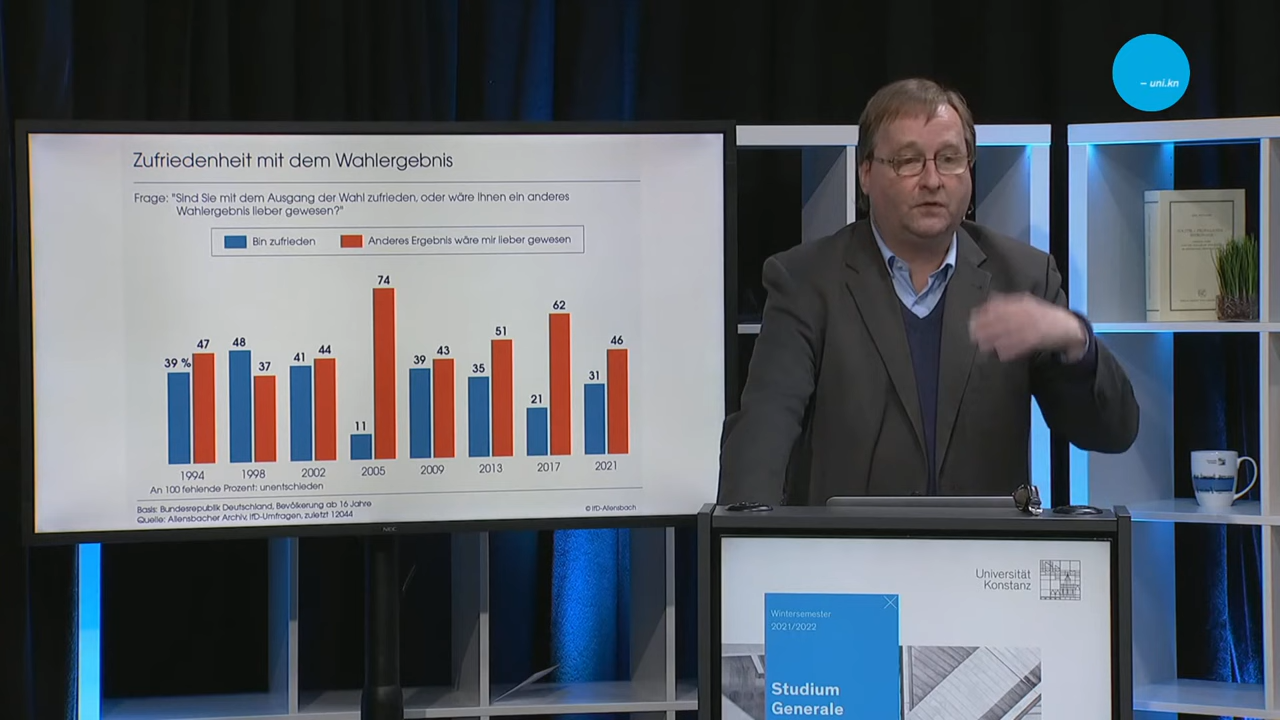 – uni.kn
Zufriedenheit mit dem Wahlergebnis
Frage: "Sind Sie mit dem Ausgang der Wahl zufrieden, oder wäre Ihnen ein anderes
Wahlergebnis lieber gewesen?"
Bin zufrieden
Anderes Ergebnis wäre mir lieber gewesen
39 % 47 48 37 41 44 11 74 39 43 35 51 21 62 31 46
1994 1998 2002 2005 2009 2013 2017 2021
An 100 fehlende Prozent: unentschieden
Basis: Bundesrepublik Deutschland, Bevölkerung ab 16 Jahre
Quelle: Allensbacher Archiv, IfD-Umfragen, zuletzt 12044
© IfD-Allensbach
NEC
Universität
Konstanz
Wintersemester
2021/2022
Studium
Generale